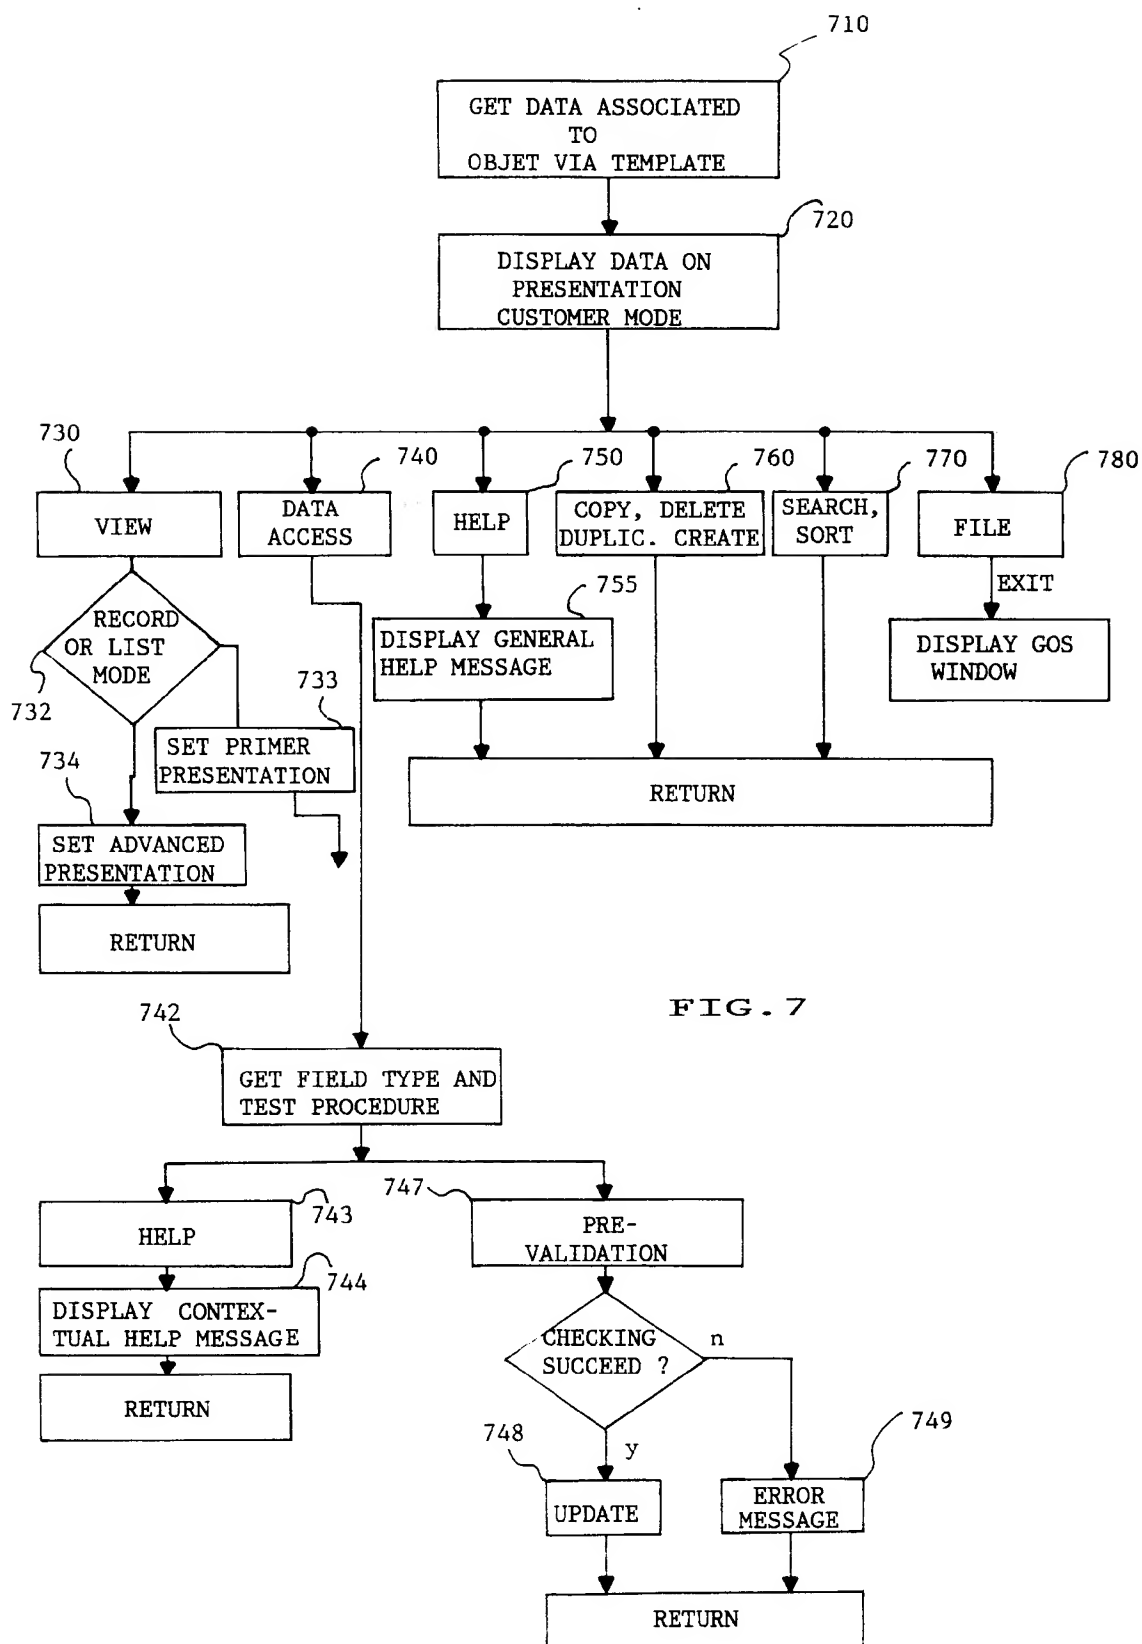 710
GET DATA ASSOCIATED
TO
OBJET VIA TEMPLATE
720
DISPLAY DATA ON
PRESENTATION
CUSTOMER MODE
730
740
750
760
770
780
VIEW
DATA
ACCESS
HELP
COPY, DELETE
DUPLIC. CREATE
SEARCH,
SORT
FILE
EXIT
755
RECORD
OR LIST
MODE
732
DISPLAY GENERAL
HELP MESSAGE
DISPLAY GOS
WINDOW
733
SET PRIMER
PRESENTATION
734
RETURN
SET ADVANCED
PRESENTATION
RETURN
FIG.7
742
GET FIELD TYPE AND
TEST PROCEDURE
743
747
HELP
PRE-
VALIDATION
744
DISPLAY CONTEX-
TUAL HELP MESSAGE
CHECKING
SUCCEED ?
n
RETURN
y
748
749
UPDATE
ERROR
MESSAGE
RETURN